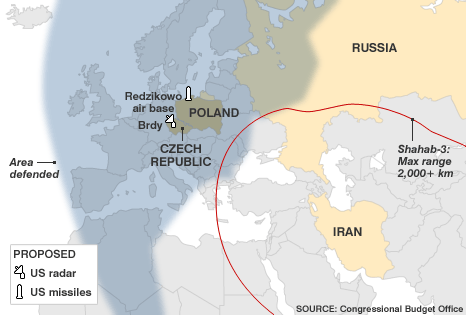 RUSSIA
Redzikowo
air base
POLAND
Brdy
CZECH
REPUBLIC
Shahab-3:
Max range
2,000+ km
Area
defended
IRAN
PROPOSED
US radar
US missiles
SOURCE: Congressional Budget Office